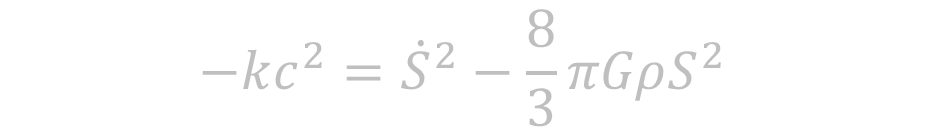 −kc² = Ṡ² − 8/3 πGρS²